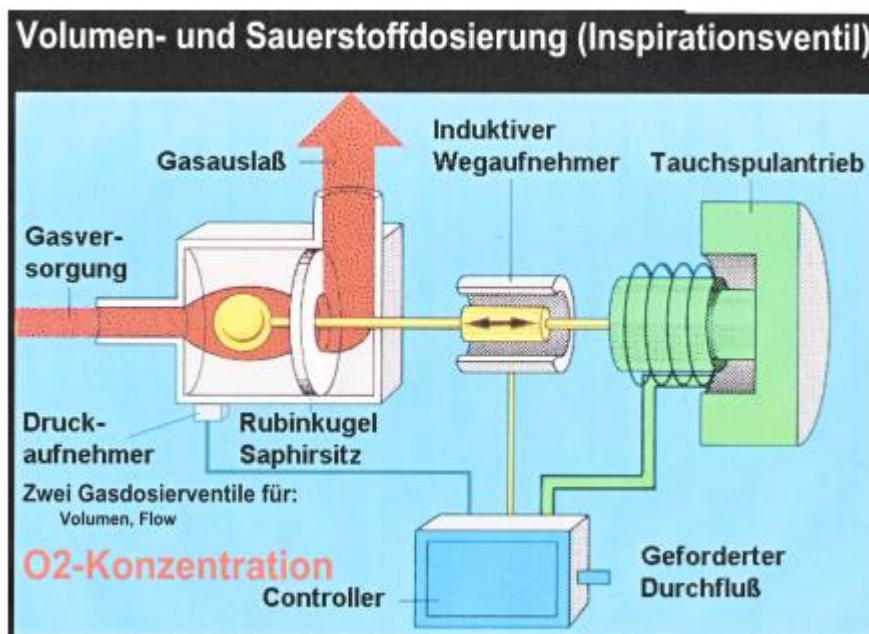 Volumen- und Sauerstoffdosierung (Inspirationsventil)
Gasauslaß
Induktiver
Wegaufnehmer
Tauchspulantrieb
Gasver-
sorgung
Druck-
aufnehmer
Rubinkugel
Saphirsitz
Zwei Gasdosierventile für:
Volumen, Flow
O2-Konzentration
Controller
Geforderter
Durchfluß